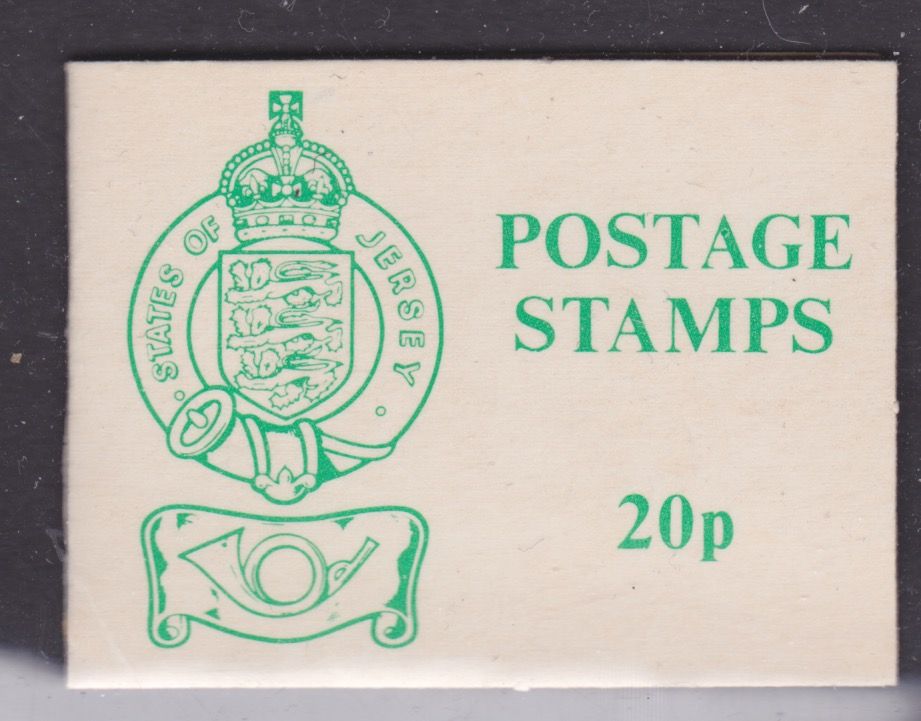 STATES OF JERSEY
POSTAGE
STAMPS
20p